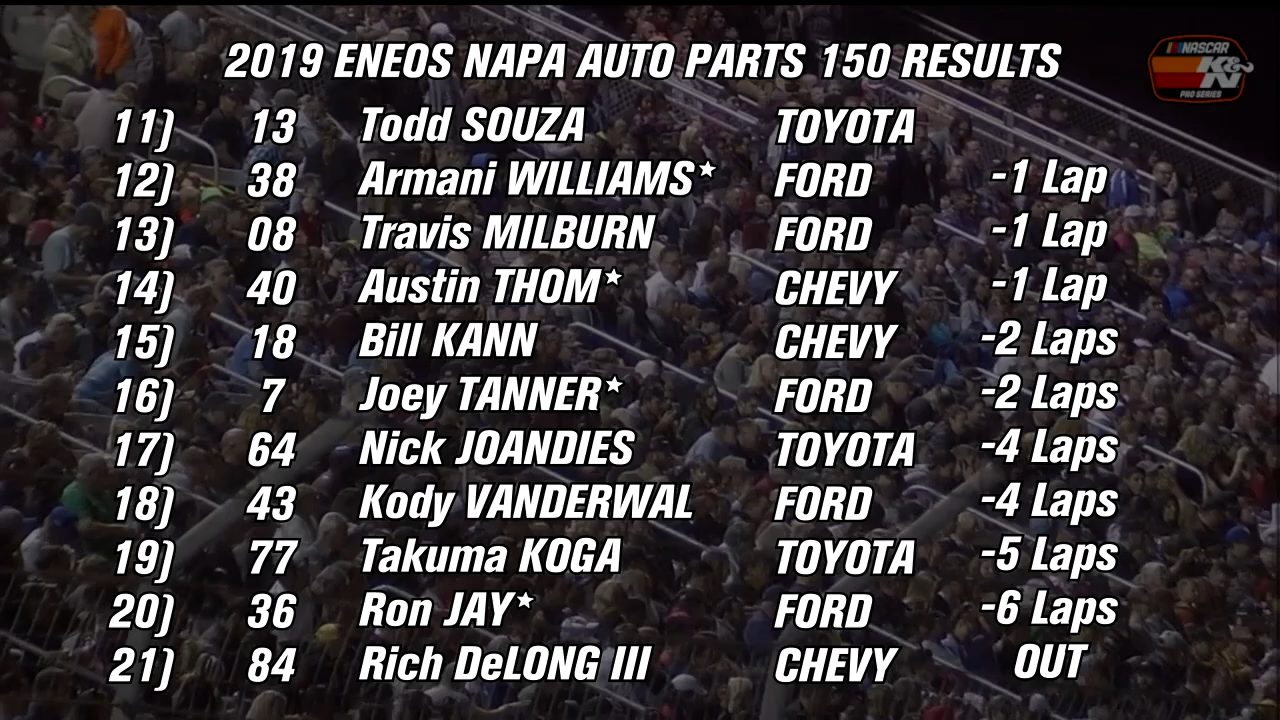 2019 ENEOS NAPA AUTO PARTS 150 RESULTS
NASCAR
K&N
PRO SERIES
11) 13 Todd SOUZA TOYOTA
12) 38 Armani WILLIAMS★ FORD -1 Lap
13) 08 Travis MILBURN FORD -1 Lap
14) 40 Austin THOM★ CHEVY -1 Lap
15) 18 Bill KANN CHEVY -2 Laps
16) 7 Joey TANNER★ FORD -2 Laps
17) 64 Nick JOANDIES TOYOTA -4 Laps
18) 43 Kody VANDERWAL FORD -4 Laps
19) 77 Takuma KOGA TOYOTA -5 Laps
20) 36 Ron JAY★ FORD -6 Laps
21) 84 Rich DeLONG III CHEVY OUT